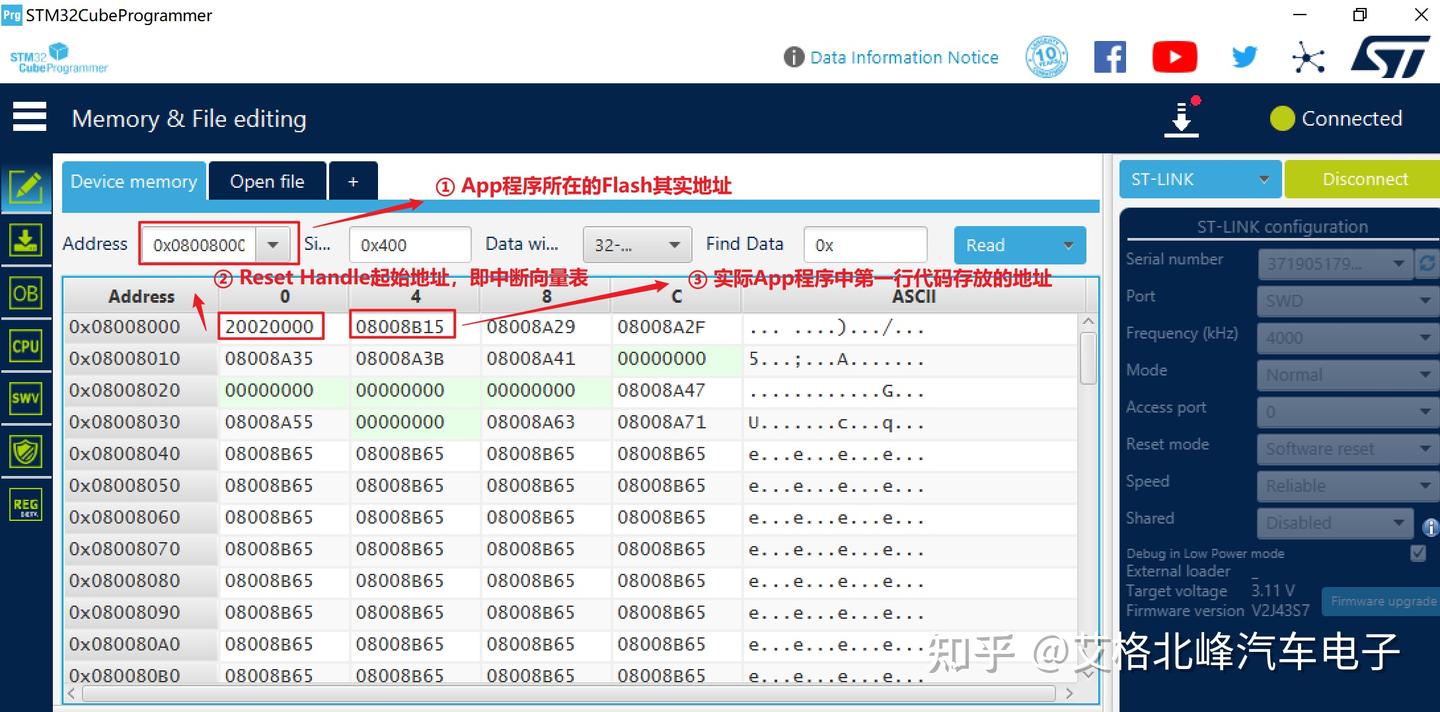 Prg STM32CubeProgrammer
STM32
CubeProgrammer
Data Information Notice
10
ST
Memory & File editing
Connected
Device memory
Open file
+
① App程序所在的Flash其实地址
ST-LINK
Disconnect
Address 0x0800800 Si... 0x400 Data wi... 32-... Find Data 0x Read
ST-LINK configuration
② Reset Handle起始地址，即中断向量表
③ 实际App程序中第一行代码存放的地址
Address 0 4 8 C ASCII
0x08008000 20020000 08008B15 08008A29 08008A2F ... ....).../...
0x08008010 08008A35 08008A3B 08008A41 00000000 5...;...A.......
0x08008020 00000000 00000000 00000000 08008A47 ............G...
0x08008030 08008A55 00000000 08008A63 08008A71 U.......c...q...
0x08008040 08008B65 08008B65 08008B65 08008B65 e...e...e...e...
0x08008050 08008B65 08008B65 08008B65 08008B65 e...e...e...e...
0x08008060 08008B65 08008B65 08008B65 08008B65 e...e...e...e...
0x08008070 08008B65 08008B65 08008B65 08008B65 e...e...e...e...
0x08008080 08008B65 08008B65 08008B65 08008B65 e...e...e...e...
0x08008090 08008B65 08008B65 08008B65 08008B65 e...e...e...e...
0x080080A0 08008B65 08008B65 08008B65 08008B65 e...e...e...e...
0x080080B0 08008B65 08008B65 08008B65 08008B65 e...e...e...e...
OB
CPU
SWV
REG
Serial number 371905179...
Port SWD
Frequency (kHz) 4000
Mode Normal
Access port 0
Reset mode Software reset
Speed Reliable
Shared Disabled
Debug in Low Power mode
External loader _
Target voltage 3.11 V
Firmware version V2J43S7
Firmware upgrade
知乎 @艾格北峰汽车电子